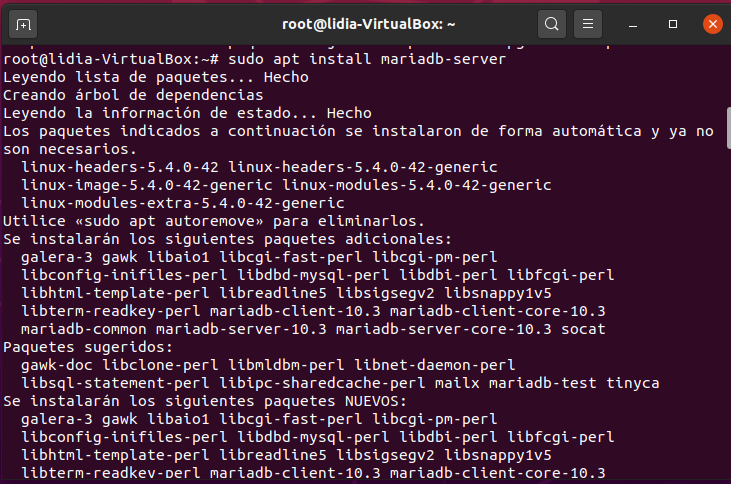 root@lidia-VirtualBox: ~
root@lidia-VirtualBox:~# sudo apt install mariadb-server
Leyendo lista de paquetes... Hecho
Creando árbol de dependencias
Leyendo la información de estado... Hecho
Los paquetes indicados a continuación se instalaron de forma automática y ya no
son necesarios.
linux-headers-5.4.0-42 linux-headers-5.4.0-42-generic
linux-image-5.4.0-42-generic linux-modules-5.4.0-42-generic
linux-modules-extra-5.4.0-42-generic
Utilice «sudo apt autoremove» para eliminarlos.
Se instalarán los siguientes paquetes adicionales:
galera-3 gawk libaio1 libcgi-fast-perl libcgi-pm-perl
libconfig-inifiles-perl libdbd-mysql-perl libdbi-perl libfcgi-perl
libhtml-template-perl libreadline5 libsigsegv2 libsnappy1v5
libterm-readkey-perl mariadb-client-10.3 mariadb-client-core-10.3
mariadb-common mariadb-server-10.3 mariadb-server-core-10.3 socat
Paquetes sugeridos:
gawk-doc libclone-perl libmldbm-perl libnet-daemon-perl
libsql-statement-perl libipc-sharedcache-perl mailx mariadb-test tinyca
Se instalarán los siguientes paquetes NUEVOS:
galera-3 gawk libaio1 libcgi-fast-perl libcgi-pm-perl
libconfig-inifiles-perl libdbd-mysql-perl libdbi-perl libfcgi-perl
libhtml-template-perl libreadline5 libsigsegv2 libsnappy1v5
libterm-readkey-perl mariadb-client-10.3 mariadb-client-core-10.3